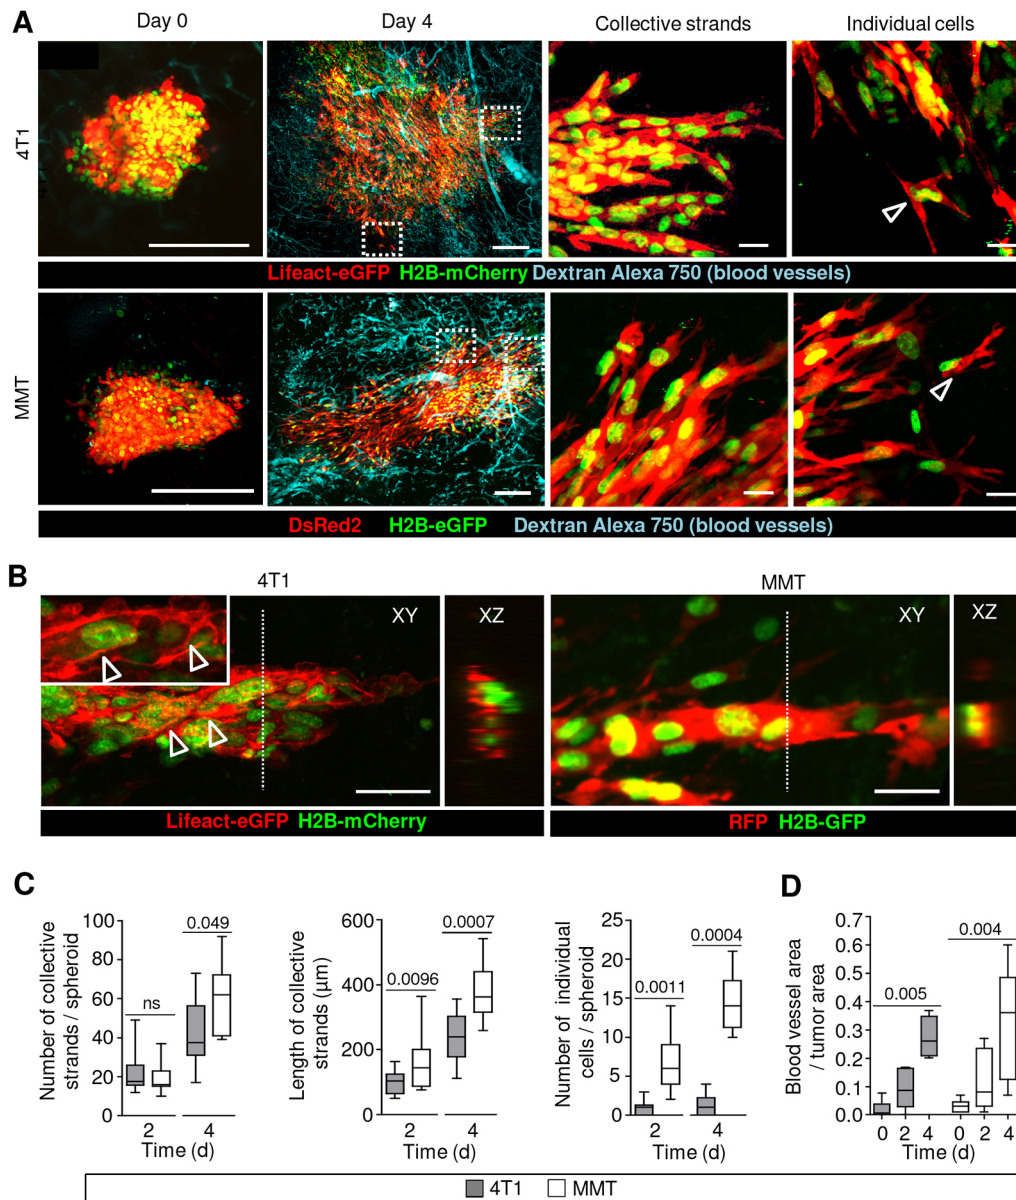 A
Day 0
Day 4
Collective strands
Individual cells
4T1
Lifeact-eGFP H2B-mCherry Dextran Alexa 750 (blood vessels)
MMT
DsRed2 H2B-eGFP Dextran Alexa 750 (blood vessels)
B
4T1
MMT
XY
XZ
XY
XZ
Lifeact-eGFP H2B-mCherry
RFP H2B-GFP
C
Number of collective
strands / spheroid
100
80
60
40
20
0
ns
0.049
2 4
Time (d)
Length of collective
strands (µm)
600
400
200
0
0.0096
0.0007
2 4
Time (d)
Number of individual
cells / spheroid
25
20
15
10
5
0
0.0011
0.0004
2 4
Time (d)
D
Blood vessel area
/ tumor area
0.7
0.6
0.5
0.4
0.3
0.2
0.1
0.0
0.005
0.004
0 2 4 0 2 4
Time (d)
4T1 MMT